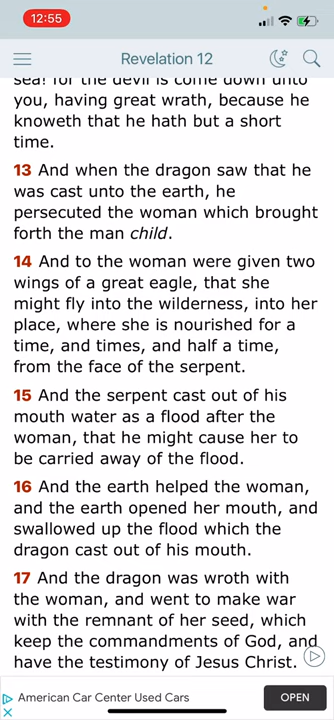 12:55
Revelation 12
sea! for the devil is come down unto
you, having great wrath, because he
knoweth that he hath but a short
time.
13 And when the dragon saw that he
was cast unto the earth, he
persecuted the woman which brought
forth the man child.
14 And to the woman were given two
wings of a great eagle, that she
might fly into the wilderness, into her
place, where she is nourished for a
time, and times, and half a time,
from the face of the serpent.
15 And the serpent cast out of his
mouth water as a flood after the
woman, that he might cause her to
be carried away of the flood.
16 And the earth helped the woman,
and the earth opened her mouth, and
swallowed up the flood which the
dragon cast out of his mouth.
17 And the dragon was wroth with
the woman, and went to make war
with the remnant of her seed, which
keep the commandments of God, and
have the testimony of Jesus Christ.
American Car Center Used Cars
OPEN